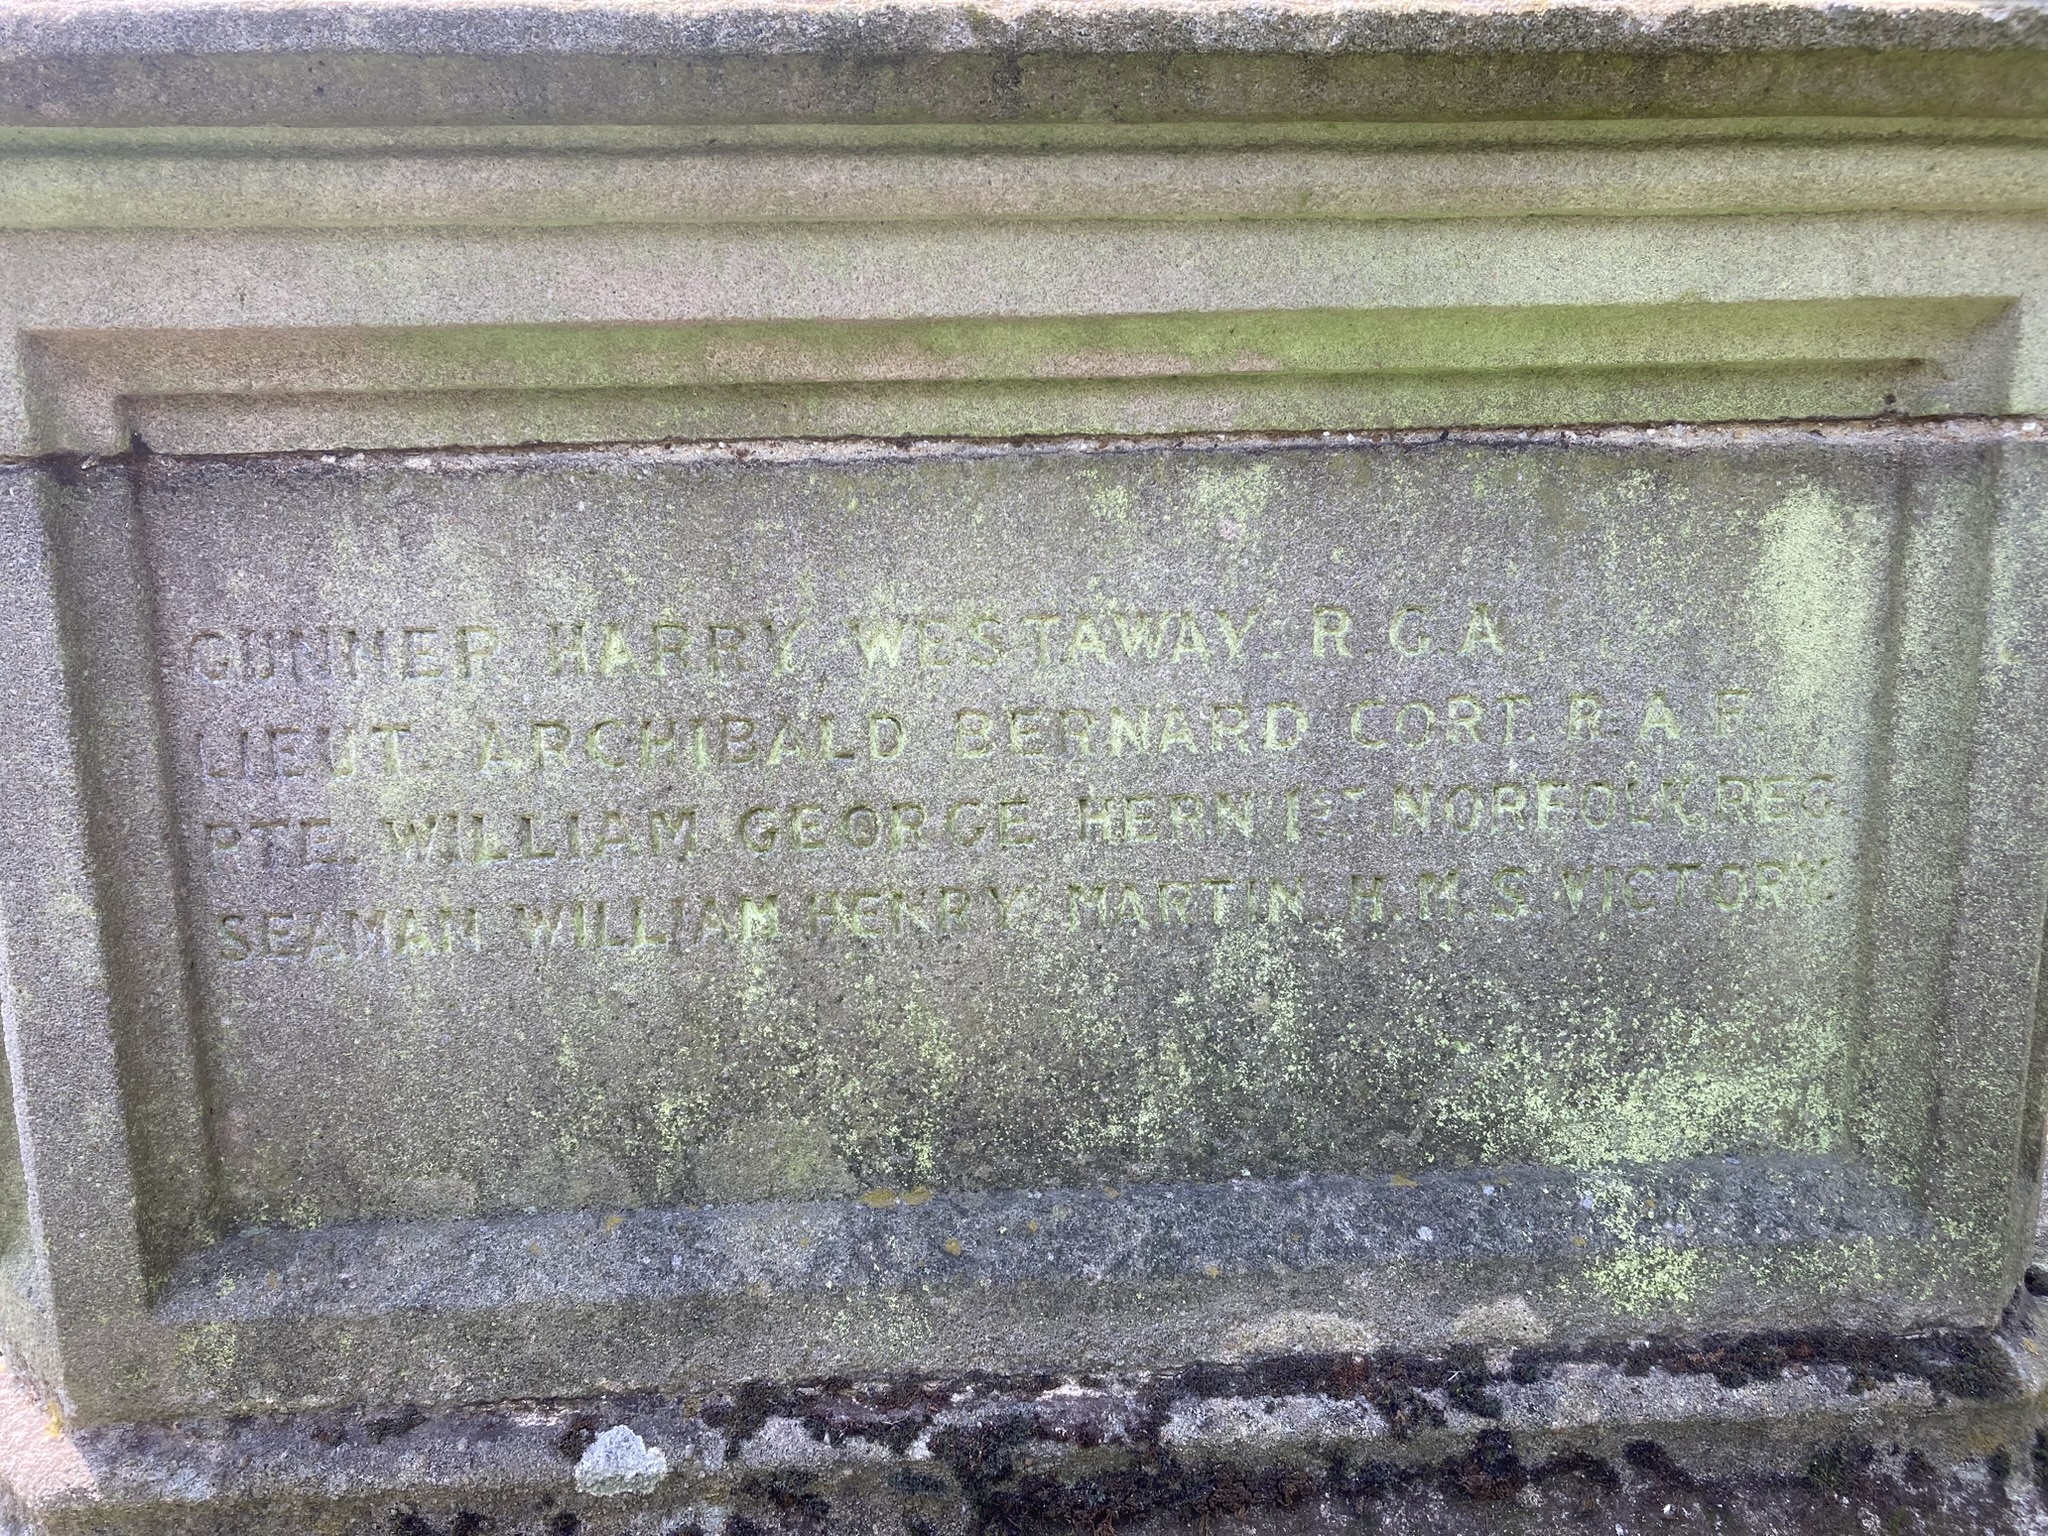 GUNNER HARRY WESTAWAY. R.G.A
LIEUT. ARCHIBALD BERNARD CORT. R.A.F.
PTE. WILLIAM GEORGE HERN 1ST NORFOLK REG
SEAMAN WILLIAM HENRY MARTIN. H.M.S. VICTORY.